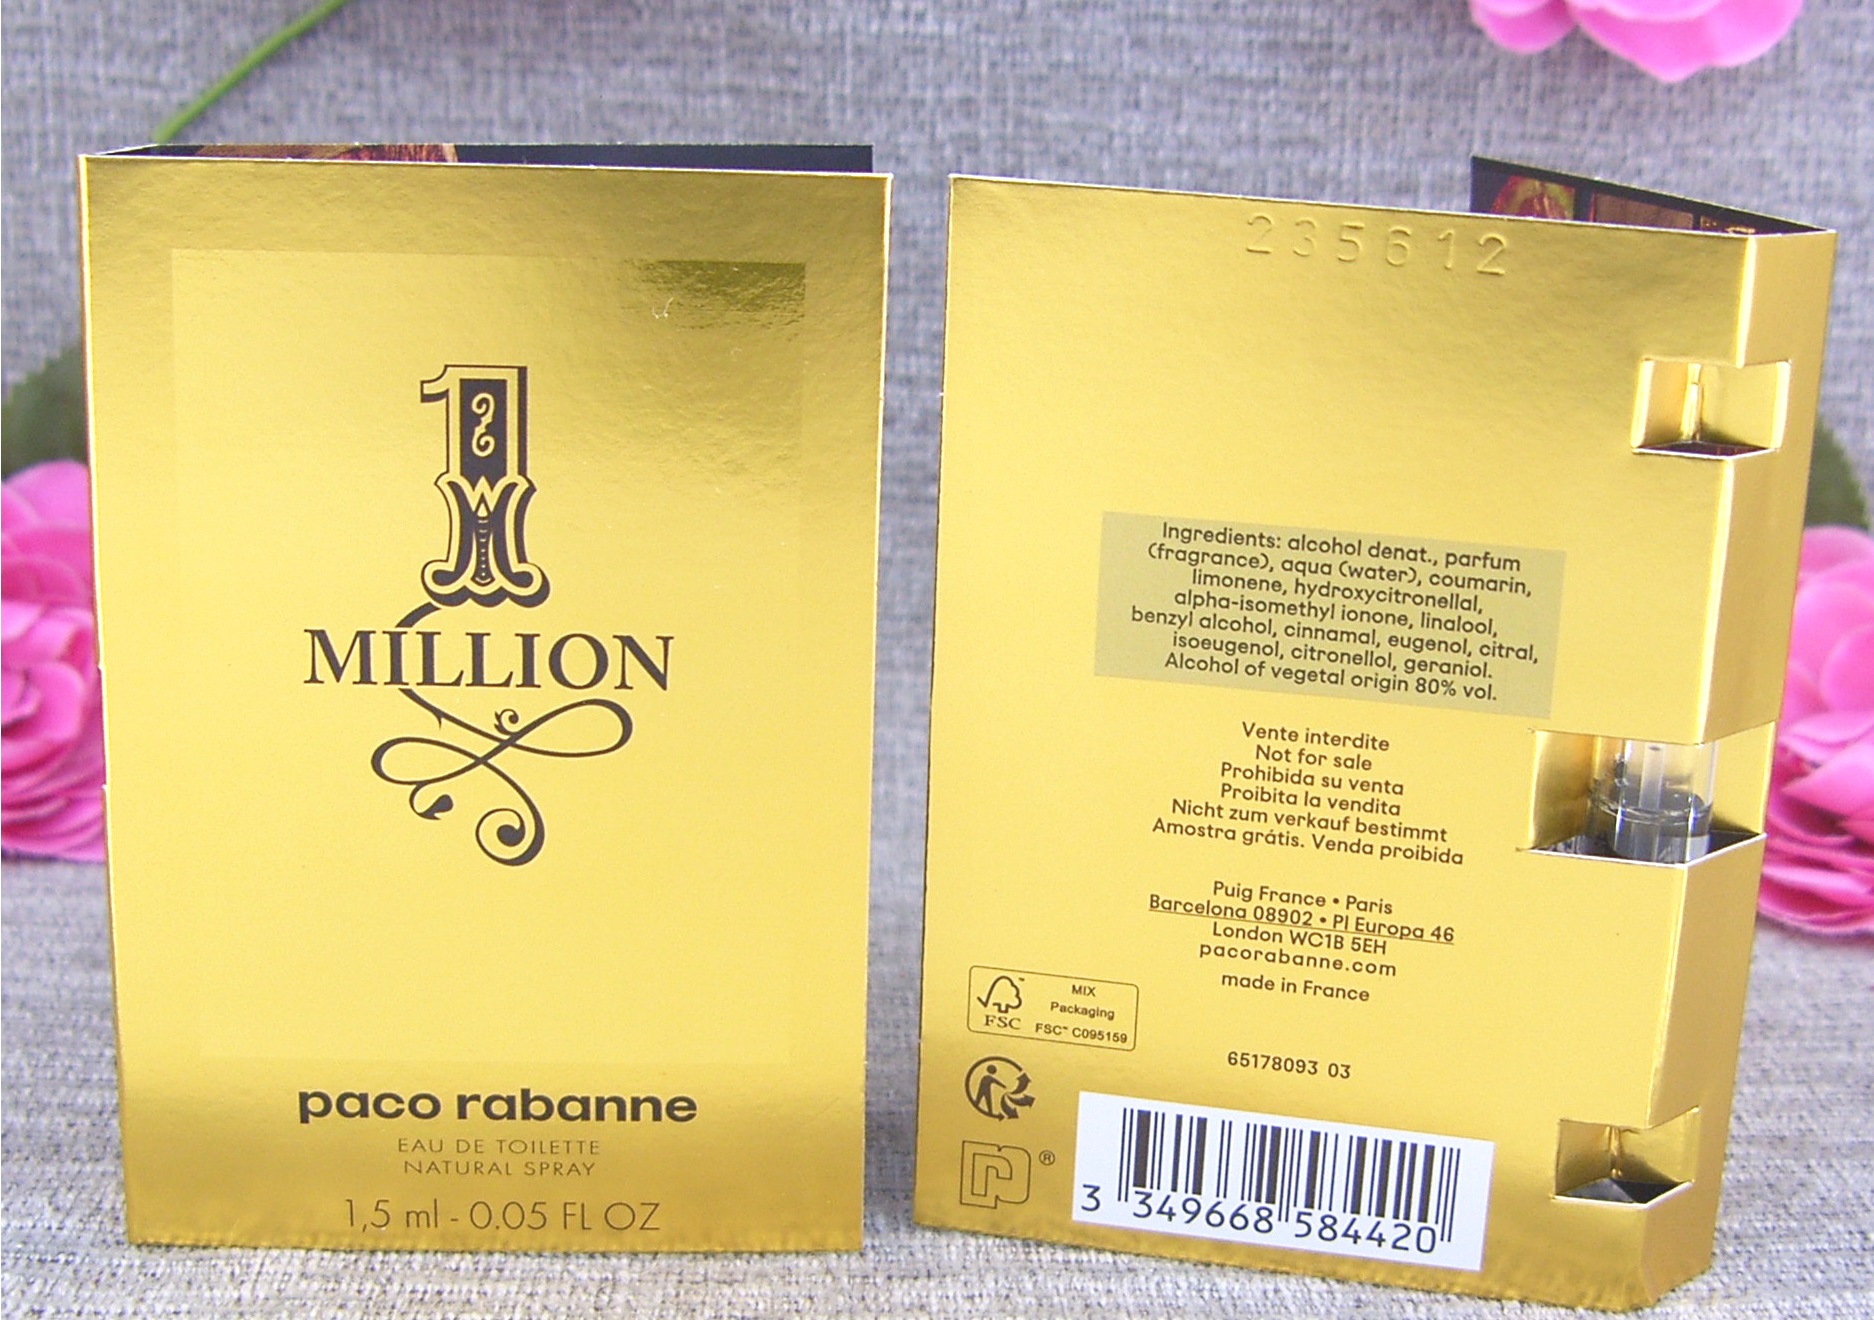 1
MILLION
paco rabanne
EAU DE TOILETTE
NATURAL SPRAY
1,5 ml - 0.05 FL OZ
235612
Ingredients: alcohol denat., parfum
(fragrance), aqua (water), coumarin,
limonene, hydroxycitronellal,
alpha-isomethyl ionone, linalool,
benzyl alcohol, cinnamal, eugenol, citral,
isoeugenol, citronellol, geraniol.
Alcohol of vegetal origin 80% vol.
Vente interdite
Not for sale
Prohibida su venta
Proibita la vendita
Nicht zum verkauf bestimmt
Amostra grátis. Venda proibida
Puig France • Paris
Barcelona 08902 • Pl Europa 46
London WC1B 5EH
pacorabanne.com
made in France
FSC™
MIX
Packaging
FSC™ C095159
65178093 03
®
3 349668 584420